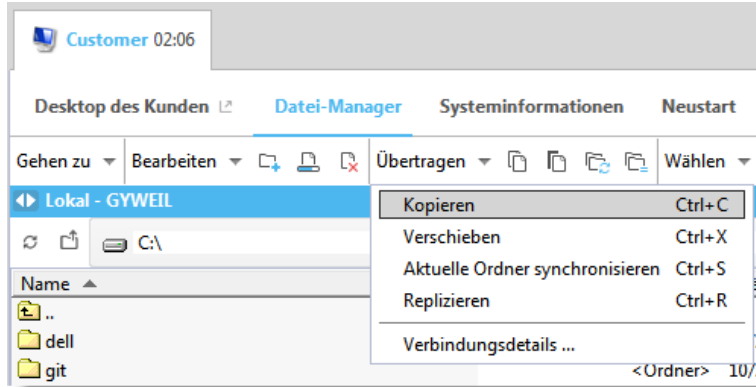 Customer 02:06
Desktop des Kunden Datei-Manager Systeminformationen Neustart
Gehen zu Bearbeiten Übertragen Wählen
Lokal - GYWEIL
Kopieren Ctrl+C
C:\
Verschieben Ctrl+X
Aktuelle Ordner synchronisieren Ctrl+S
Name
Replizieren Ctrl+R
..
dell
Verbindungsdetails ...
git
<Ordner> 10/